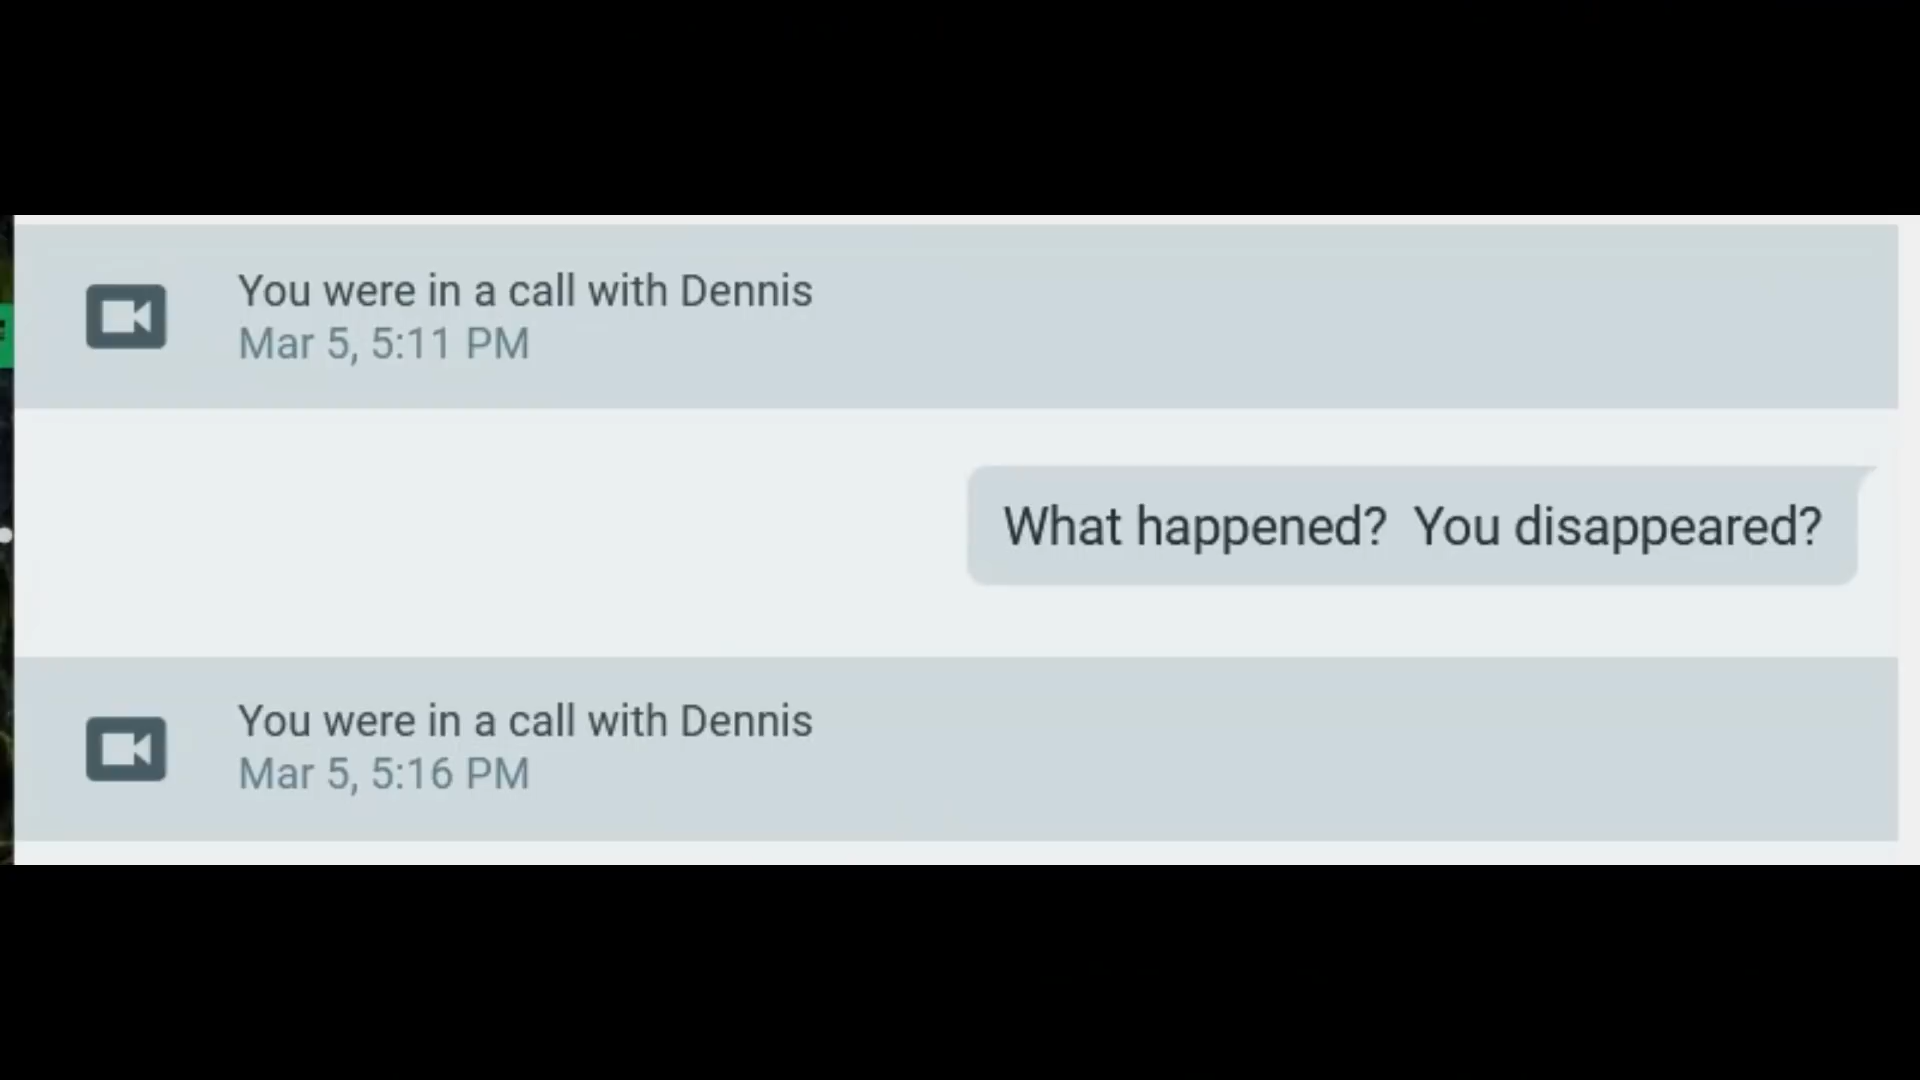 You were in a call with Dennis
Mar 5, 5:11 PM
What happened?  You disappeared?
You were in a call with Dennis
Mar 5, 5:16 PM